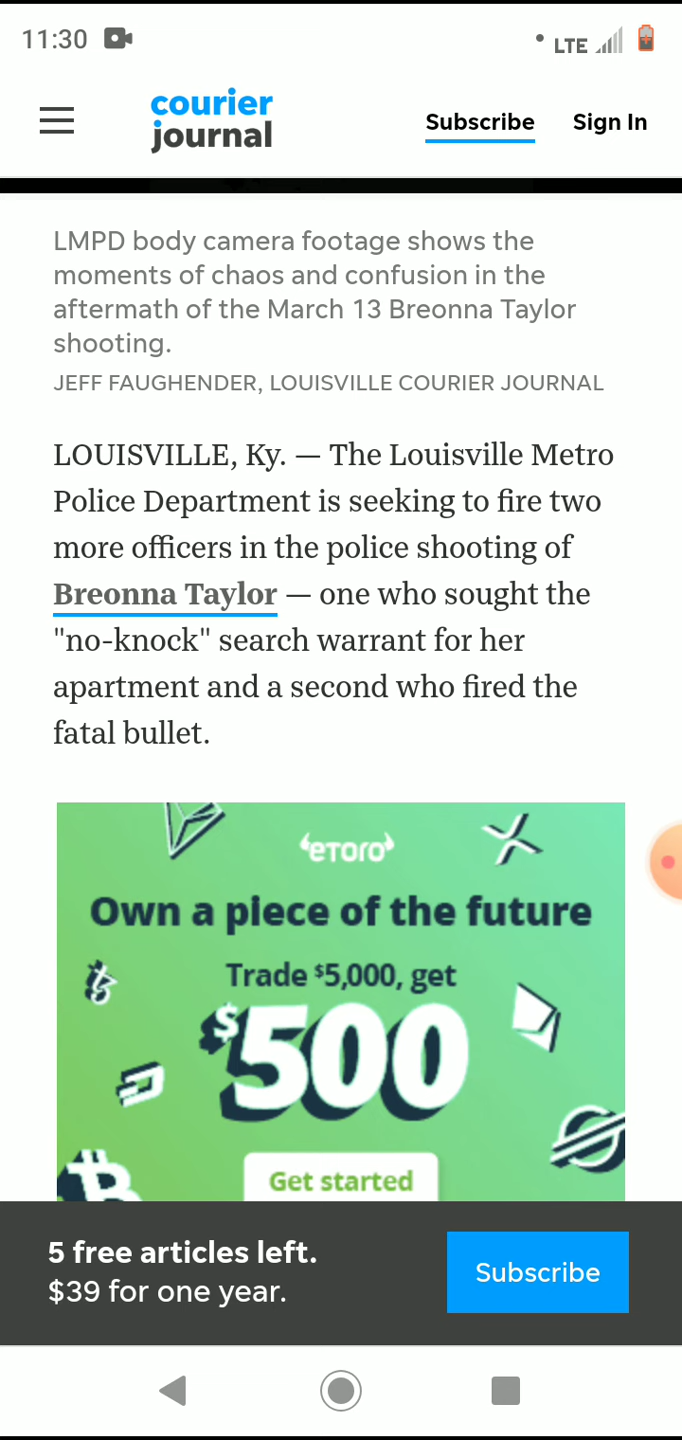 11:30
LTE
courier
journal
Subscribe
Sign In
LMPD body camera footage shows the
moments of chaos and confusion in the
aftermath of the March 13 Breonna Taylor
shooting.
JEFF FAUGHENDER, LOUISVILLE COURIER JOURNAL
LOUISVILLE, Ky. — The Louisville Metro
Police Department is seeking to fire two
more officers in the police shooting of
Breonna Taylor — one who sought the
"no-knock" search warrant for her
apartment and a second who fired the
fatal bullet.
eToro
Own a piece of the future
Trade $5,000, get
$500
Get started
5 free articles left.
$39 for one year.
Subscribe